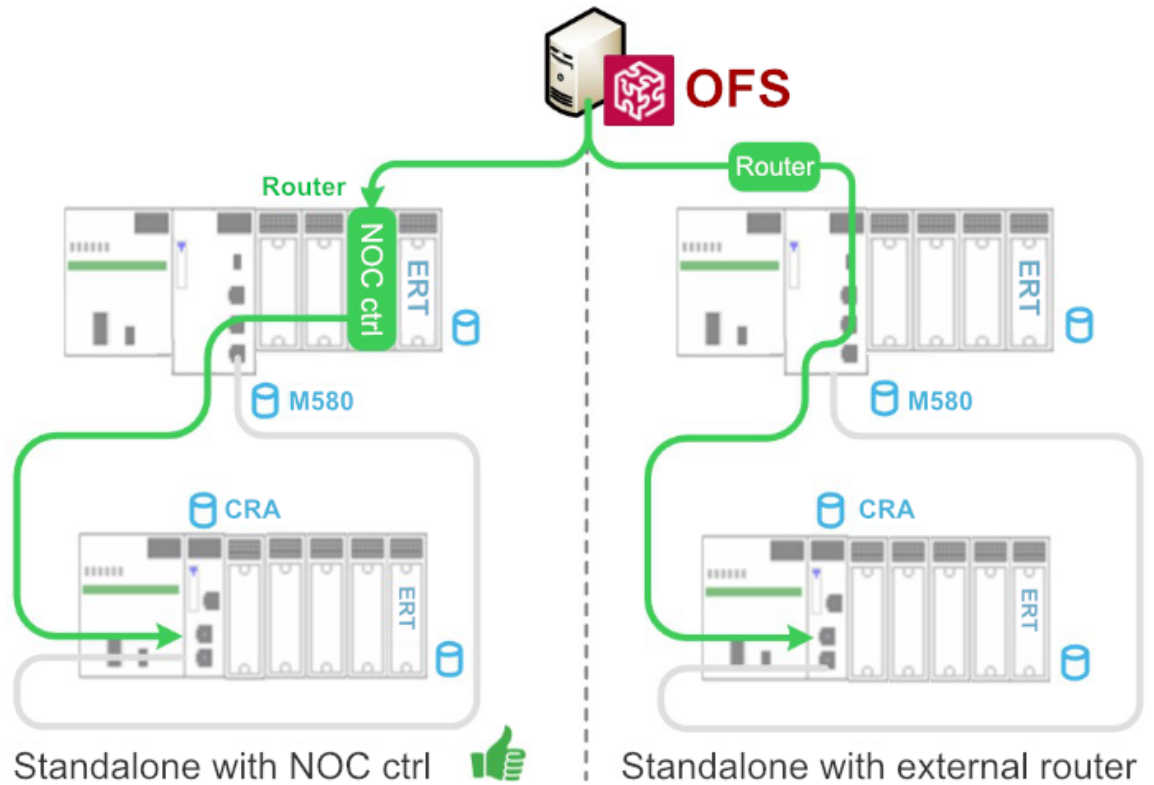 OFS
Router
Router
NOC ctrl
ERT
ERT
M580
M580
CRA
CRA
ERT
ERT
Standalone with NOC ctrl
Standalone with external router